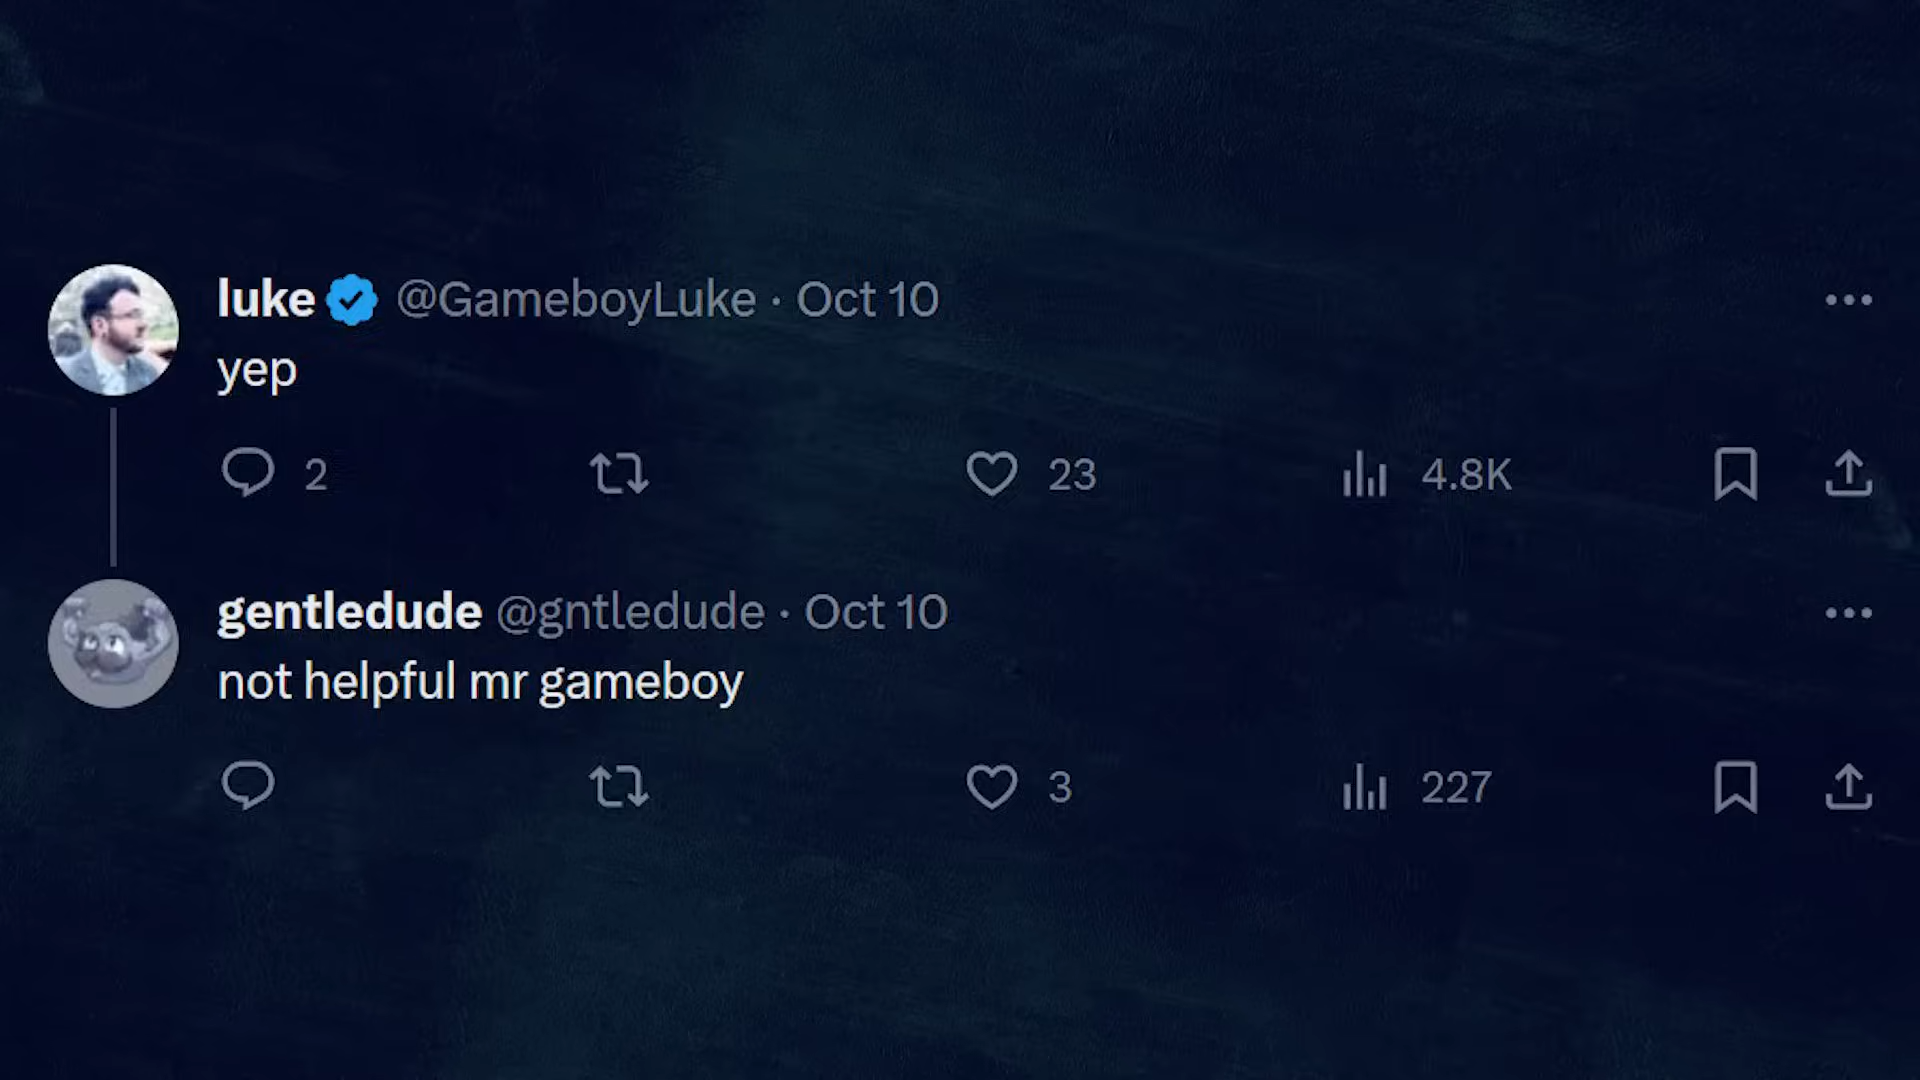 luke @GameboyLuke · Oct 10
yep
2 23 4.8K
gentledude @gntledude · Oct 10
not helpful mr gameboy
3 227